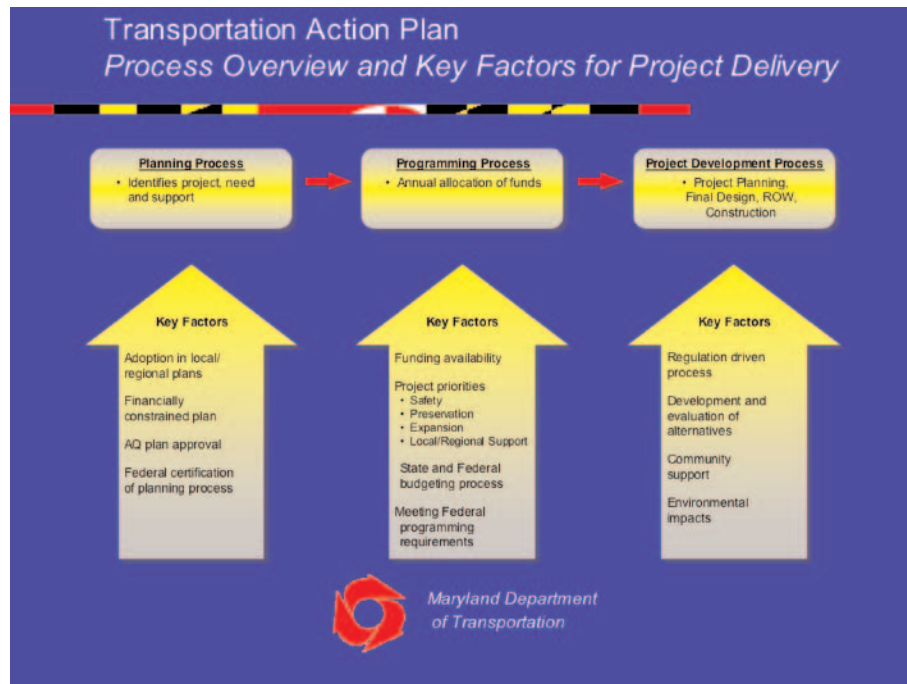 Transportation Action Plan
Process Overview and Key Factors for Project Delivery
Planning Process
• Identifies project, need
and support
Programming Process
• Annual allocation of funds
Project Development Process
• Project Planning,
Final Design, ROW,
Construction
Key Factors
Adoption in local/
regional plans
Financially
constrained plan
AQ plan approval
Federal certification
of planning process
Key Factors
Funding availability
Project priorities
• Safety
• Preservation
• Expansion
• Local/Regional Support
State and Federal
budgeting process
Meeting Federal
programming
requirements
Key Factors
Regulation driven
process
Development and
evaluation of
alternatives
Community
support
Environmental
impacts
Maryland Department
of Transportation